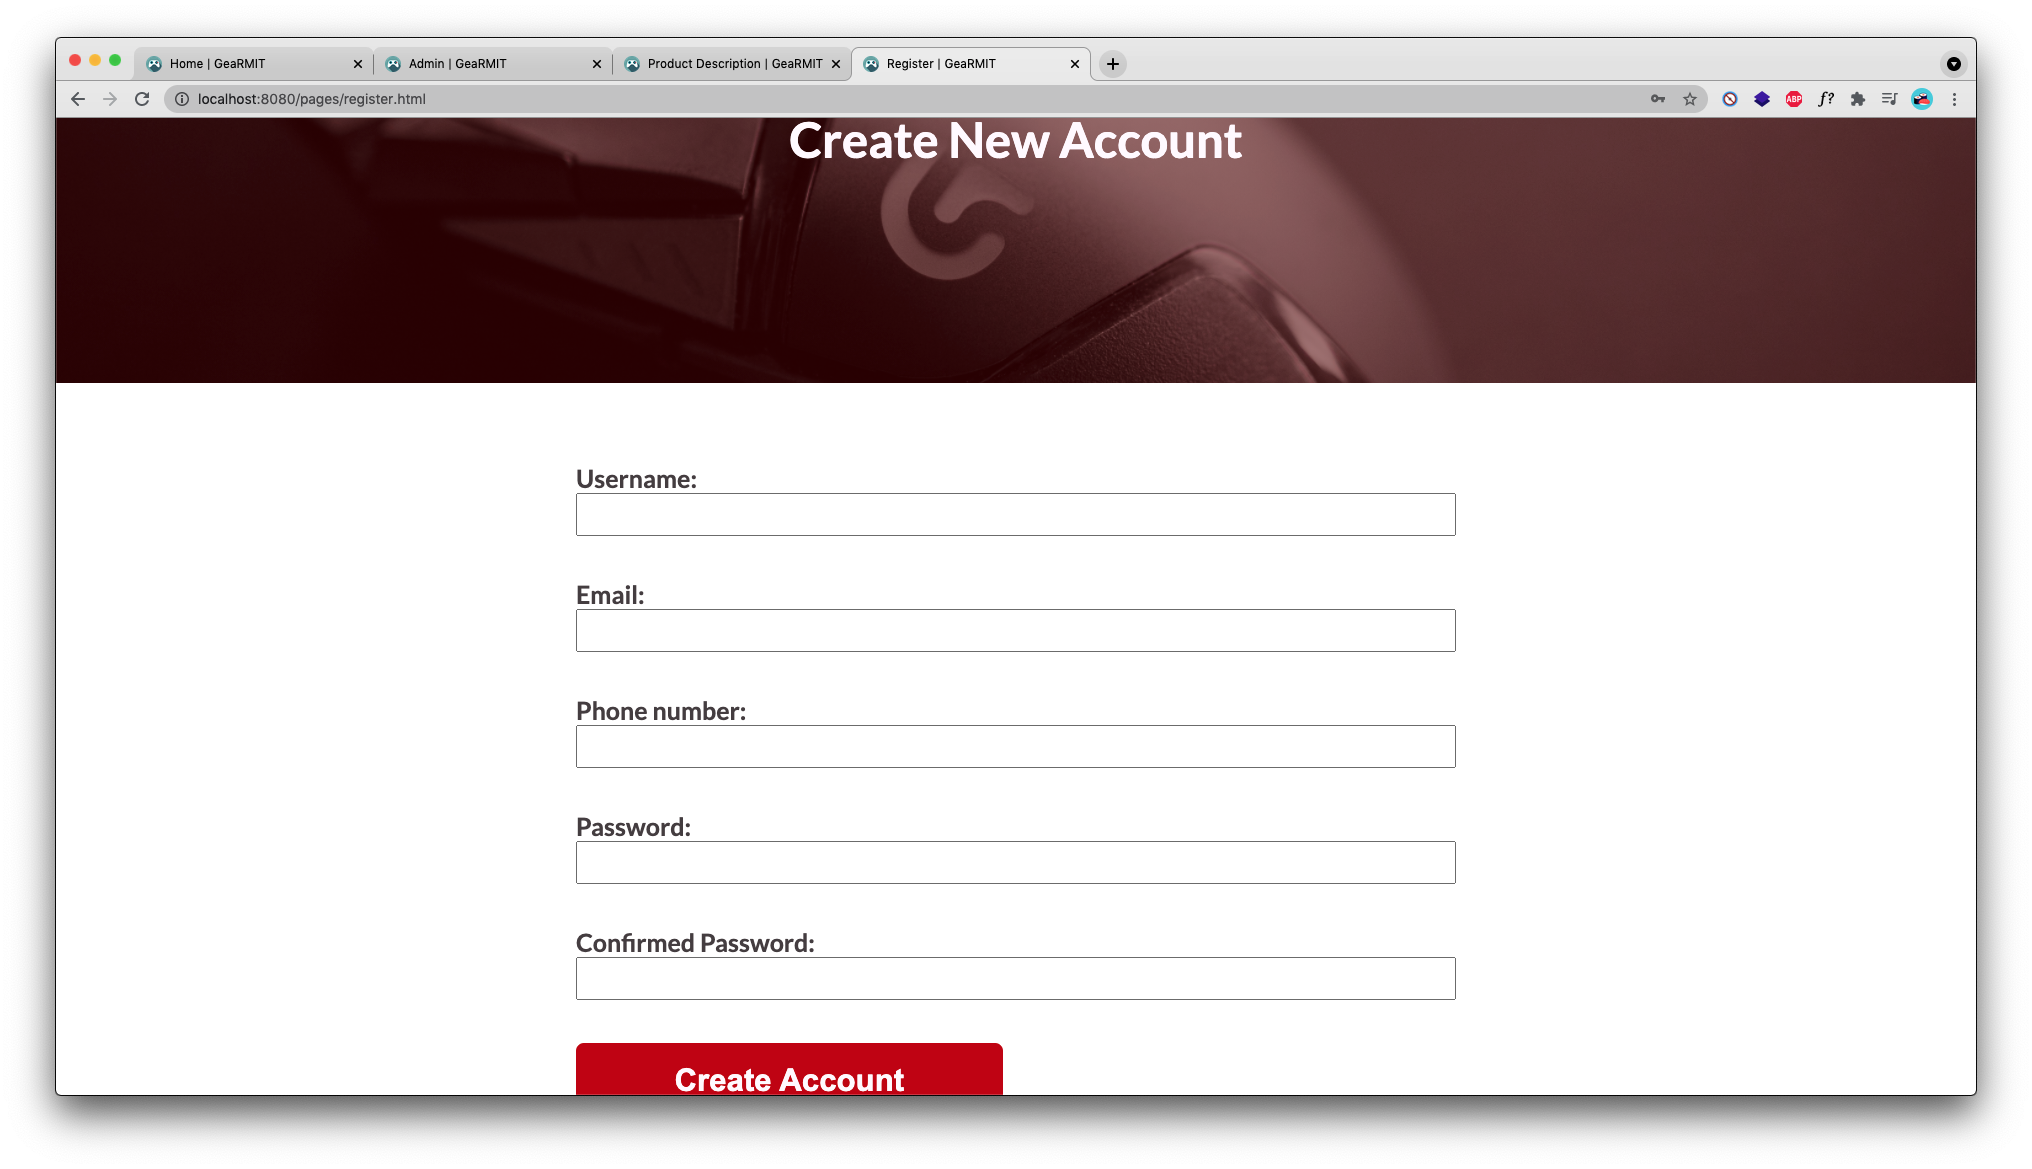 Home | GeaRMIT
Admin | GeaRMIT
Product Description | GeaRMIT
Register | GeaRMIT
localhost:8080/pages/register.html
ABP
f?
Create New Account
Username:
Email:
Phone number:
Password:
Confirmed Password:
Create Account